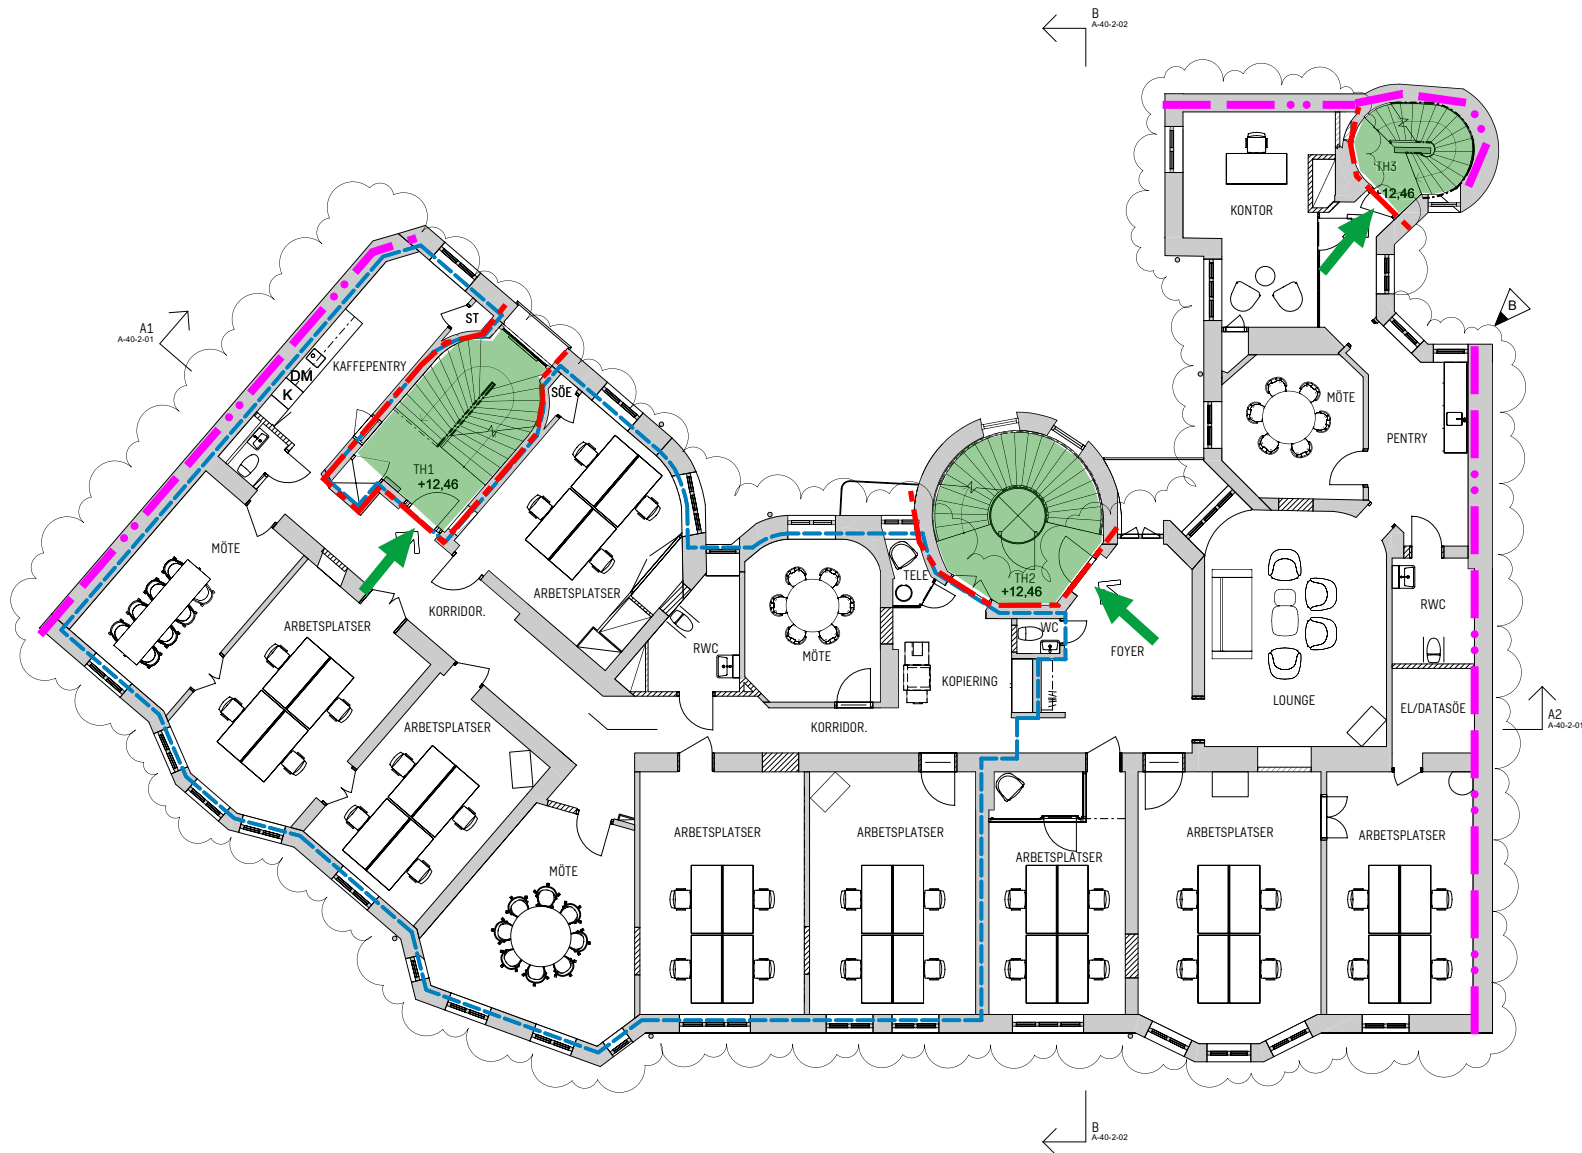 B
A-40-2-02
TH3
+12,46
KONTOR
B
A1
A-40-2-01
ST
KAFFEPENTRY
DM
K
SÖE
MÖTE
PENTRY
TH1
+12,46
MÖTE
ARBETSPLATSER
KORRIDOR.
ARBETSPLATSER
TELE
TH2
+12,46
WC
FOYER
RWC
RWC
MÖTE
KOPIERING
LOUNGE
EL/DATASÖE
A2
A-40-2-01
ARBETSPLATSER
KORRIDOR.
ARBETSPLATSER
ARBETSPLATSER
ARBETSPLATSER
ARBETSPLATSER
ARBETSPLATSER
MÖTE
B
A-40-2-02